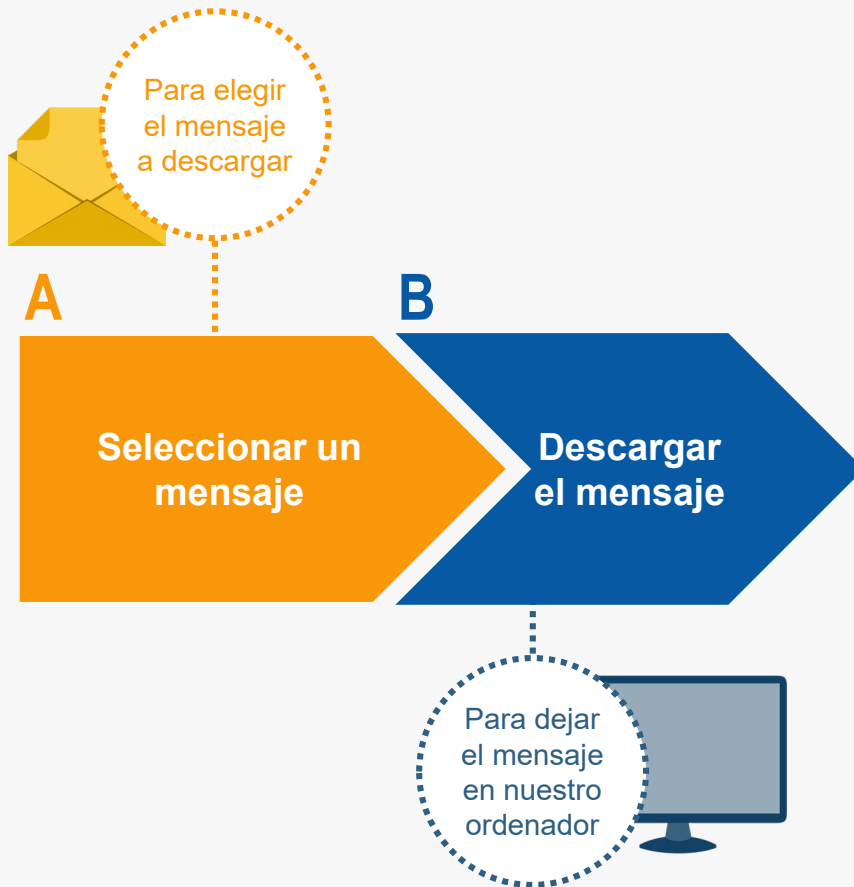 Para elegir
el mensaje
a descargar
A
B
Seleccionar un
mensaje
Descargar
el mensaje
Para dejar
el mensaje
en nuestro
ordenador